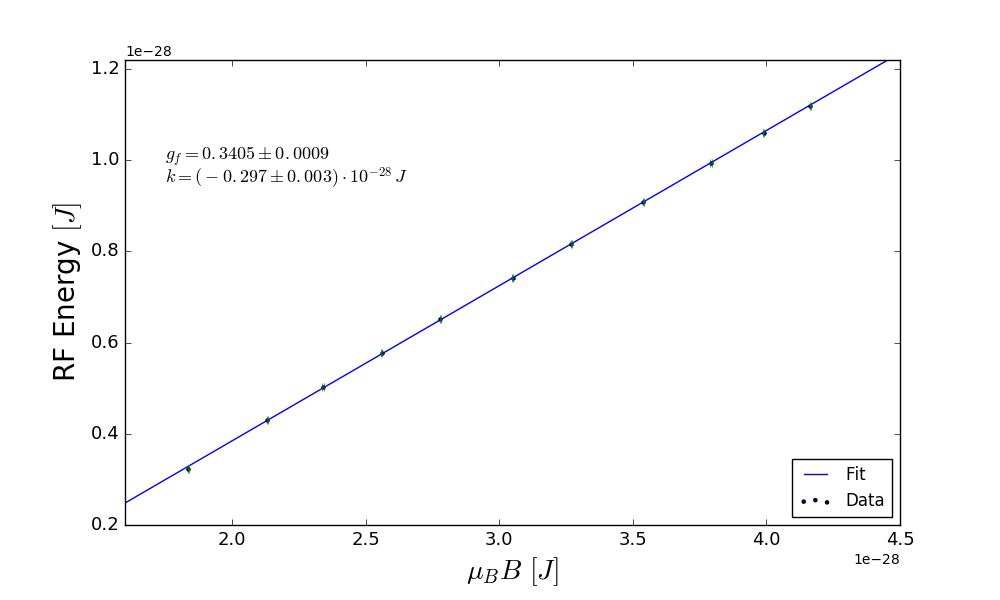 1e−28
1.2
1.0
0.8
0.6
0.4
0.2
RF Energy [J]
g_f = 0.3405 ± 0.0009
k = (−0.297 ± 0.003) · 10^{−28} J
Fit
Data
2.0 2.5 3.0 3.5 4.0 4.5
1e−28
μ_B B [J]